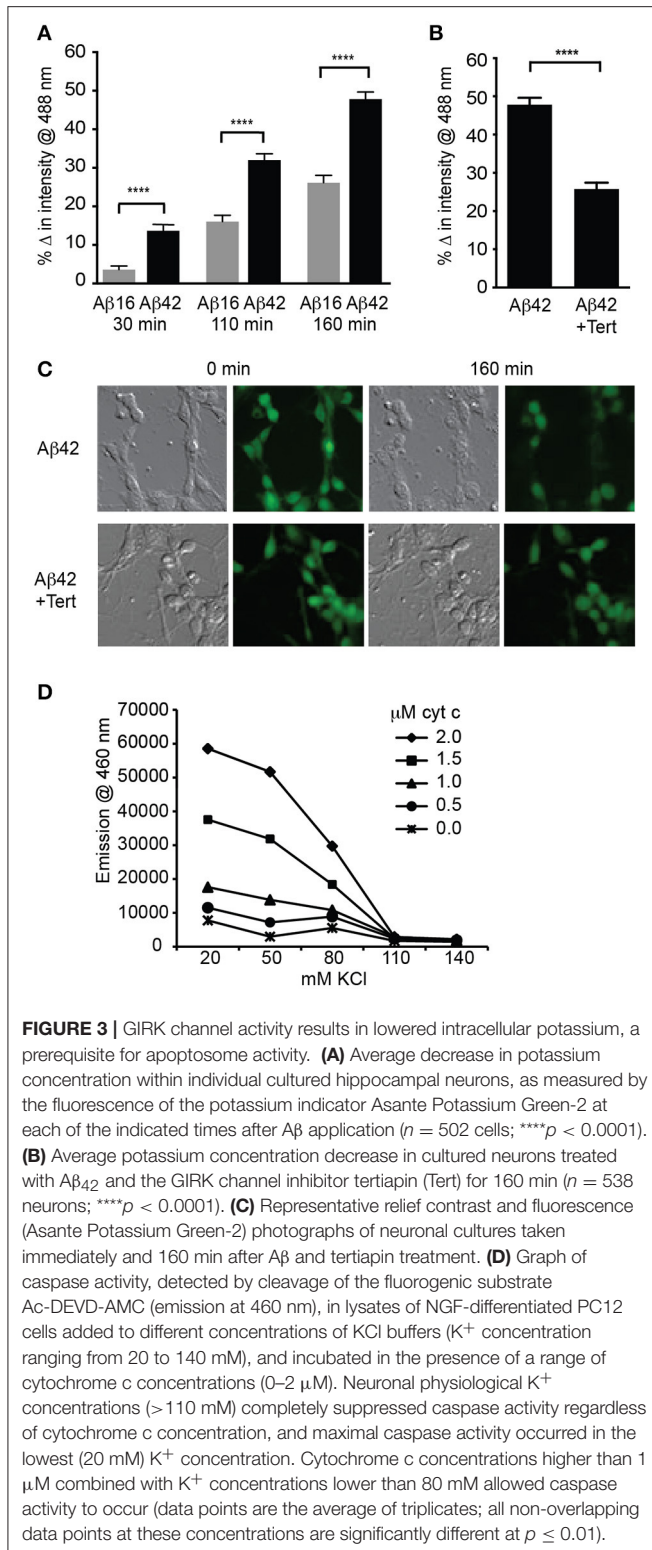 A
B
****
****
****
****
% Δ in intensity @ 488 nm
60
50
40
30
20
10
0
Aβ16 Aβ42 Aβ16 Aβ42 Aβ16 Aβ42
30 min 110 min 160 min
% Δ in intensity @ 488 nm
60
50
40
30
20
10
0
Aβ42 Aβ42
+Tert
C
0 min 160 min
Aβ42
Aβ42
+Tert
D
Emission @ 460 nm
70000
60000
50000
40000
30000
20000
10000
0
20 50 80 110 140
mM KCl
μM cyt c
2.0
1.5
1.0
0.5
0.0
FIGURE 3 | GIRK channel activity results in lowered intracellular potassium, a
prerequisite for apoptosome activity. (A) Average decrease in potassium
concentration within individual cultured hippocampal neurons, as measured by
the fluorescence of the potassium indicator Asante Potassium Green-2 at
each of the indicated times after Aβ application (n = 502 cells; ****p < 0.0001).
(B) Average potassium concentration decrease in cultured neurons treated
with Aβ42 and the GIRK channel inhibitor tertiapin (Tert) for 160 min (n = 538
neurons; ****p < 0.0001). (C) Representative relief contrast and fluorescence
(Asante Potassium Green-2) photographs of neuronal cultures taken
immediately and 160 min after Aβ and tertiapin treatment. (D) Graph of
caspase activity, detected by cleavage of the fluorogenic substrate
Ac-DEVD-AMC (emission at 460 nm), in lysates of NGF-differentiated PC12
cells added to different concentrations of KCl buffers (K+ concentration
ranging from 20 to 140 mM), and incubated in the presence of a range of
cytochrome c concentrations (0–2 μM). Neuronal physiological K+
concentrations (>110 mM) completely suppressed caspase activity regardless
of cytochrome c concentration, and maximal caspase activity occurred in the
lowest (20 mM) K+ concentration. Cytochrome c concentrations higher than 1
μM combined with K+ concentrations lower than 80 mM allowed caspase
activity to occur (data points are the average of triplicates; all non-overlapping
data points at these concentrations are significantly different at p ≤ 0.01).